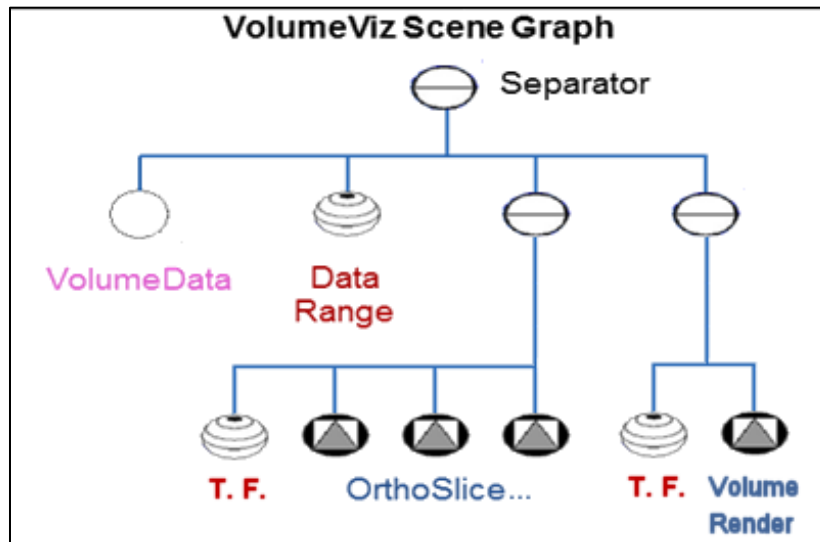 VolumeViz Scene Graph
Separator
VolumeData
Data
Range
T. F.
OrthoSlice...
T. F.
Volume
Render